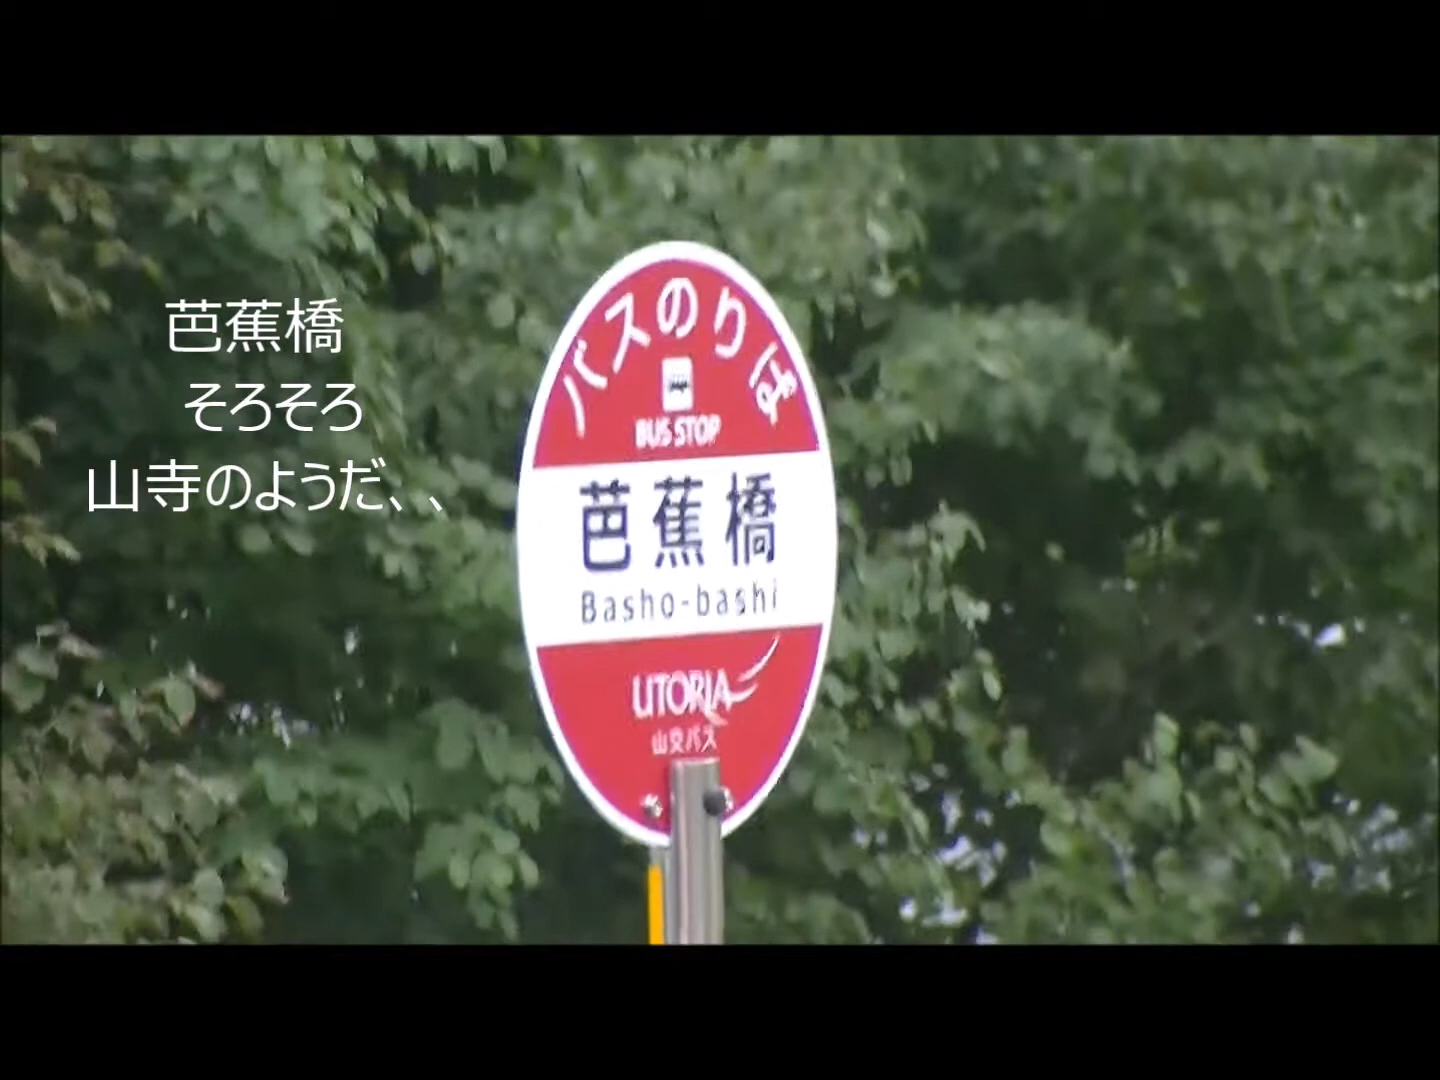 芭蕉橋
そろそろ
山寺のようだ、、
バスのりば
BUS STOP
芭蕉橋
Basho-bashi
UTORIA
山交バス